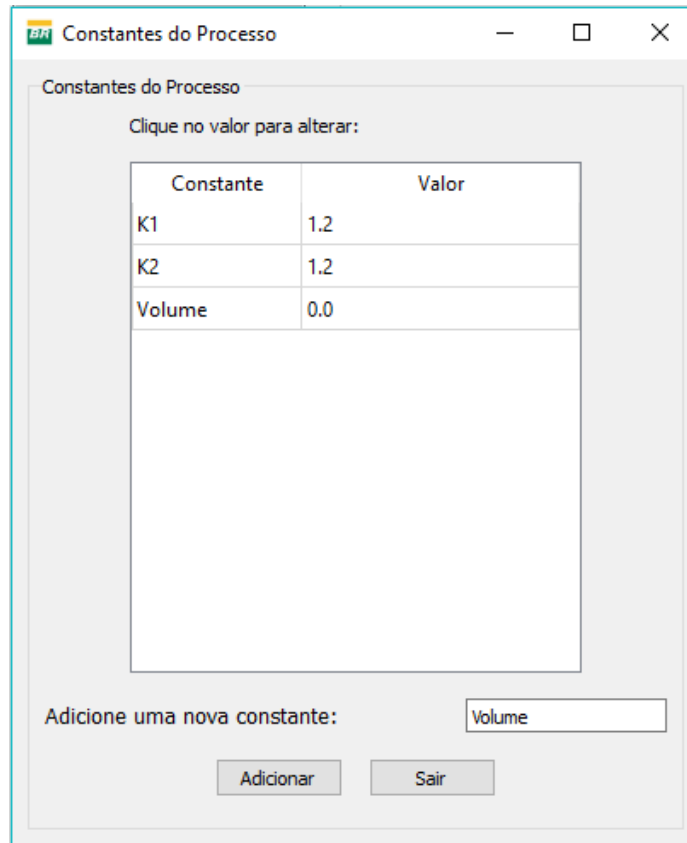 BR Constantes do Processo
Constantes do Processo
Clique no valor para alterar:
Constante Valor
K1 1.2
K2 1.2
Volume 0.0
Adicione uma nova constante: Volume
Adicionar Sair